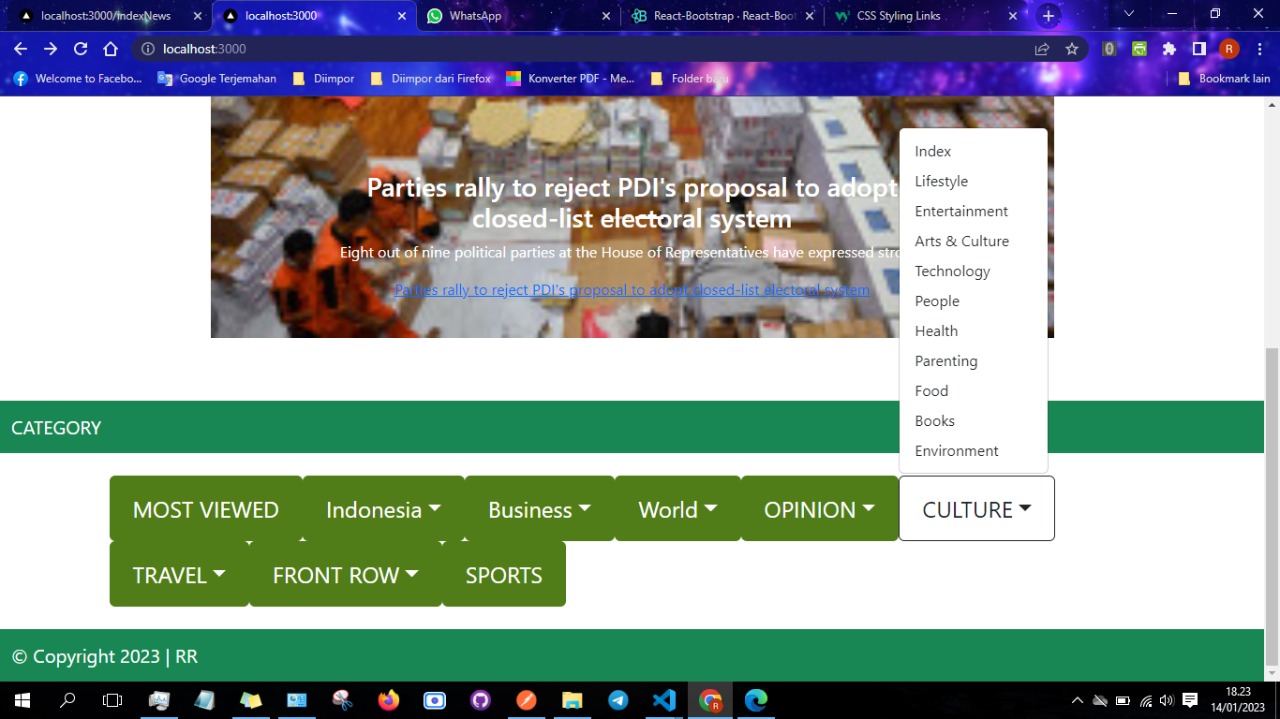 localhost:3000/IndexNews
localhost:3000
WhatsApp
React-Bootstrap · React-Boot
CSS Styling Links
localhost:3000
R
Welcome to Facebo...
Google Terjemahan
Diimpor
Diimpor dari Firefox
Konverter PDF - Me...
Folder baru
Bookmark lain
Parties rally to reject PDI's proposal to adopt
closed-list electoral system
Eight out of nine political parties at the House of Representatives have expressed
Parties rally to reject PDI's proposal to adopt closed-list electoral system
Index
Lifestyle
Entertainment
Arts & Culture
Technology
People
Health
Parenting
Food
Books
Environment
CATEGORY
MOST VIEWED Indonesia Business World OPINION CULTURE
TRAVEL FRONT ROW SPORTS
© Copyright 2023 | RR
18.23
14/01/2023